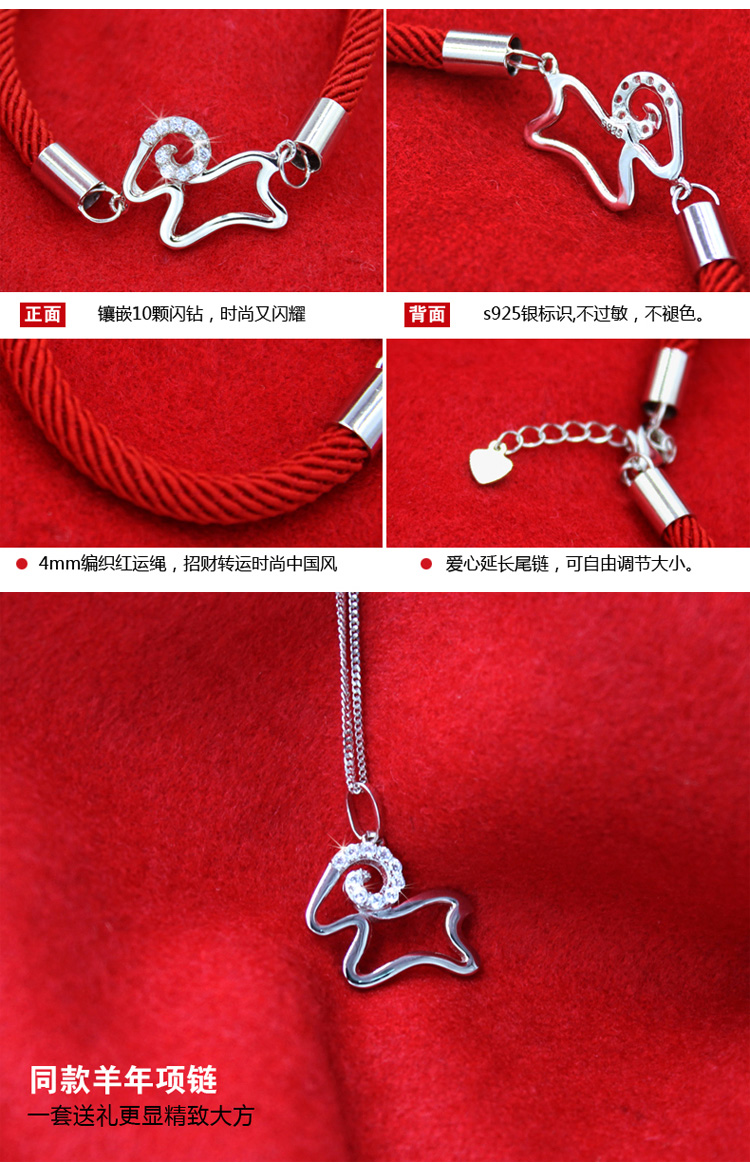 S925
正面 镶嵌10颗闪钻，时尚又闪耀
背面 s925银标识,不过敏，不褪色。
4mm编织红运绳，招财转运时尚中国风
爱心延长尾链，可自由调节大小。
同款羊年项链
一套送礼更显精致大方